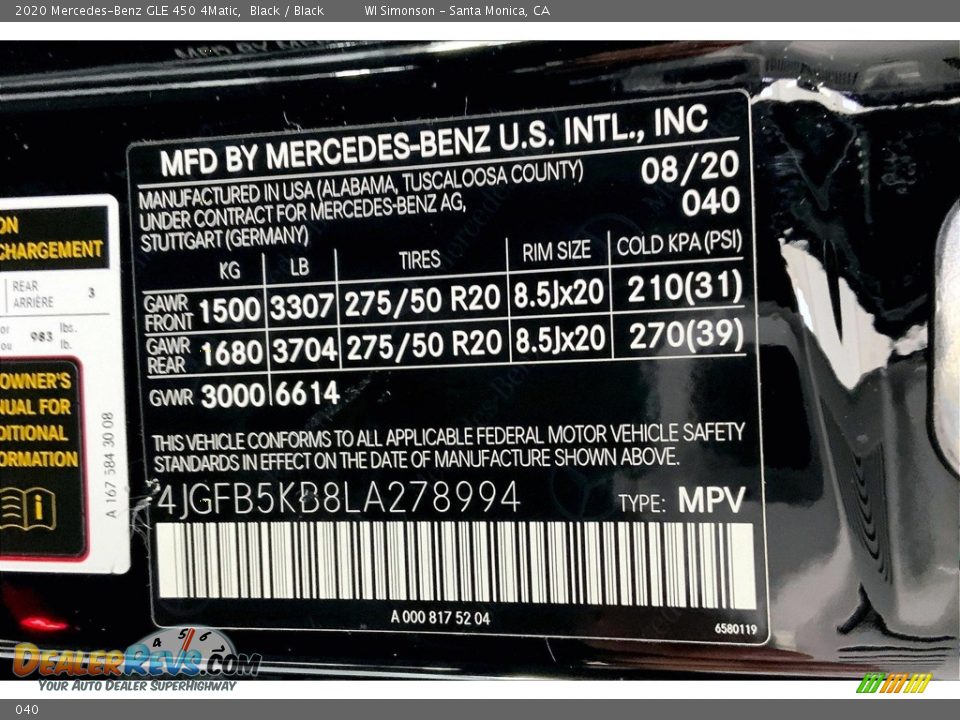 2020 Mercedes-Benz GLE 450 4Matic, Black / Black WI Simonson - Santa Monica, CA
MFD BY MERCEDES-BENZ U.S. INTL., INC
MANUFACTURED IN USA (ALABAMA, TUSCALOOSA COUNTY) 08/20
UNDER CONTRACT FOR MERCEDES-BENZ AG, 040
STUTTGART (GERMANY)
KG LB TIRES RIM SIZE COLD KPA (PSI)
GAWR FRONT 1500 3307 275/50 R20 8.5Jx20 210(31)
GAWR REAR 1680 3704 275/50 R20 8.5Jx20 270(39)
GVWR 3000 6614
THIS VEHICLE CONFORMS TO ALL APPLICABLE FEDERAL MOTOR VEHICLE SAFETY
STANDARDS IN EFFECT ON THE DATE OF MANUFACTURE SHOWN ABOVE.
4JGFB5KB8LA278994 TYPE: MPV
A 000 817 52 04
6580119
ON
CHARGEMENT
REAR
ARRIÈRE 3
or 983 lbs.
ou lb.
OWNER'S
NUAL FOR
DITIONAL
ORMATION
A 167 584 30 08
4 5 6
DEALERREVS.COM
YOUR AUTO DEALER SUPERHIGHWAY
040